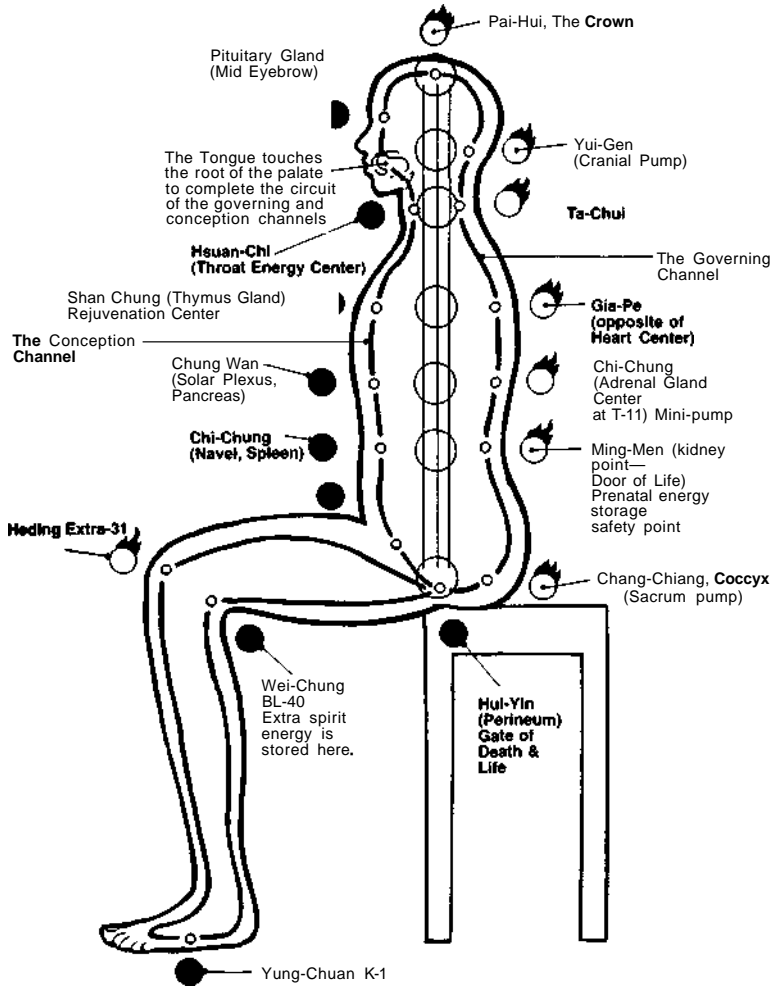 Pai-Hui, The Crown
Pituitary Gland
(Mid Eyebrow)
Yui-Gen
(Cranial Pump)
The Tongue touches
the root of the palate
to complete the circuit
of the governing and
conception channels
Ta-Chui
Hsuan-Chi
(Throat Energy Center)
The Governing
Channel
Shan Chung (Thymus Gland)
Rejuvenation Center
Gia-Pe
(opposite of
Heart Center)
The Conception
Channel
Chung Wan
(Solar Plexus,
Pancreas)
Chi-Chung
(Adrenal Gland
Center
at T-11) Mini-pump
Chi-Chung
(Navel, Spleen)
Ming-Men (kidney
point—
Door of Life)
Prenatal energy
storage
safety point
Heding Extra-31
Chang-Chiang, Coccyx
(Sacrum pump)
Wei-Chung
BL-40
Extra spirit
energy is
stored here.
Hui-Yin
(Perineum)
Gate of
Death &
Life
Yung-Chuan K-1